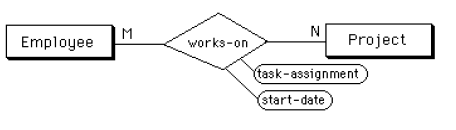 Employee
M
works-on
N
Project
task-assignment
start-date